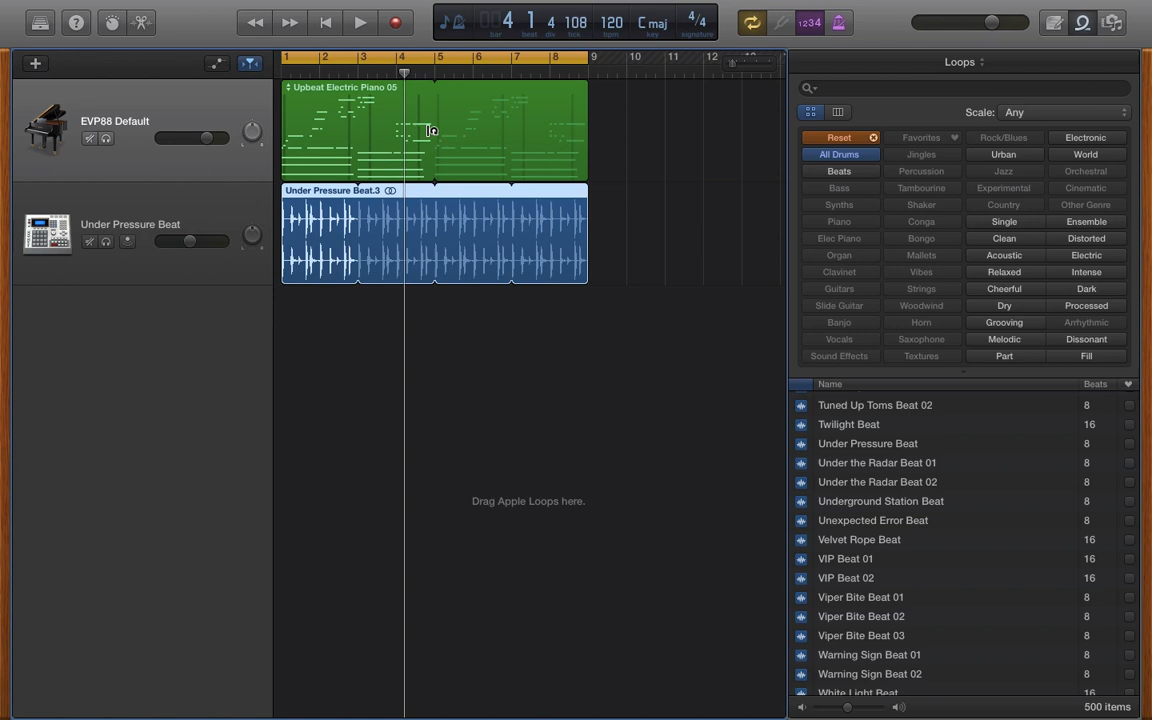 1234
4 1 4 108 120 C maj 4/4
bar beat div tick bpm key signature
1 2 3 4 5 6 7 8 9 10 11 12
EVP88 Default
L R
Upbeat Electric Piano 05
Under Pressure Beat
L R
Under Pressure Beat.3
Drag Apple Loops here.
Loops
Scale: Any
Reset Favorites Rock/Blues Electronic
All Drums Jingles Urban World
Beats Percussion Jazz Orchestral
Bass Tambourine Experimental Cinematic
Synths Shaker Country Other Genre
Piano Conga Single Ensemble
Elec Piano Bongo Clean Distorted
Organ Mallets Acoustic Electric
Clavinet Vibes Relaxed Intense
Guitars Strings Cheerful Dark
Slide Guitar Woodwind Dry Processed
Banjo Horn Grooving Arrhythmic
Vocals Saxophone Melodic Dissonant
Sound Effects Textures Part Fill
Name Beats
Tuned Up Toms Beat 02 8
Twilight Beat 16
Under Pressure Beat 8
Under the Radar Beat 01 8
Under the Radar Beat 02 8
Underground Station Beat 8
Unexpected Error Beat 8
Velvet Rope Beat 16
VIP Beat 01 16
VIP Beat 02 16
Viper Bite Beat 01 8
Viper Bite Beat 02 8
Viper Bite Beat 03 8
Warning Sign Beat 01 8
Warning Sign Beat 02 8
White Light Beat 16
500 items